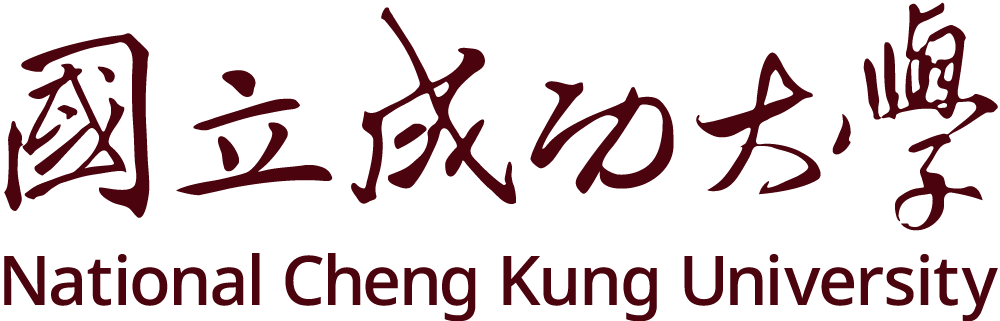 國立成功大學
National Cheng Kung University